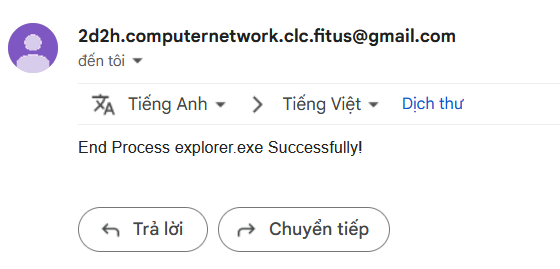 2d2h.computernetwork.clc.fitus@gmail.com
đến tôi
Tiếng Anh Tiếng Việt Dịch thư
End Process explorer.exe Successfully!
Trả lời Chuyển tiếp